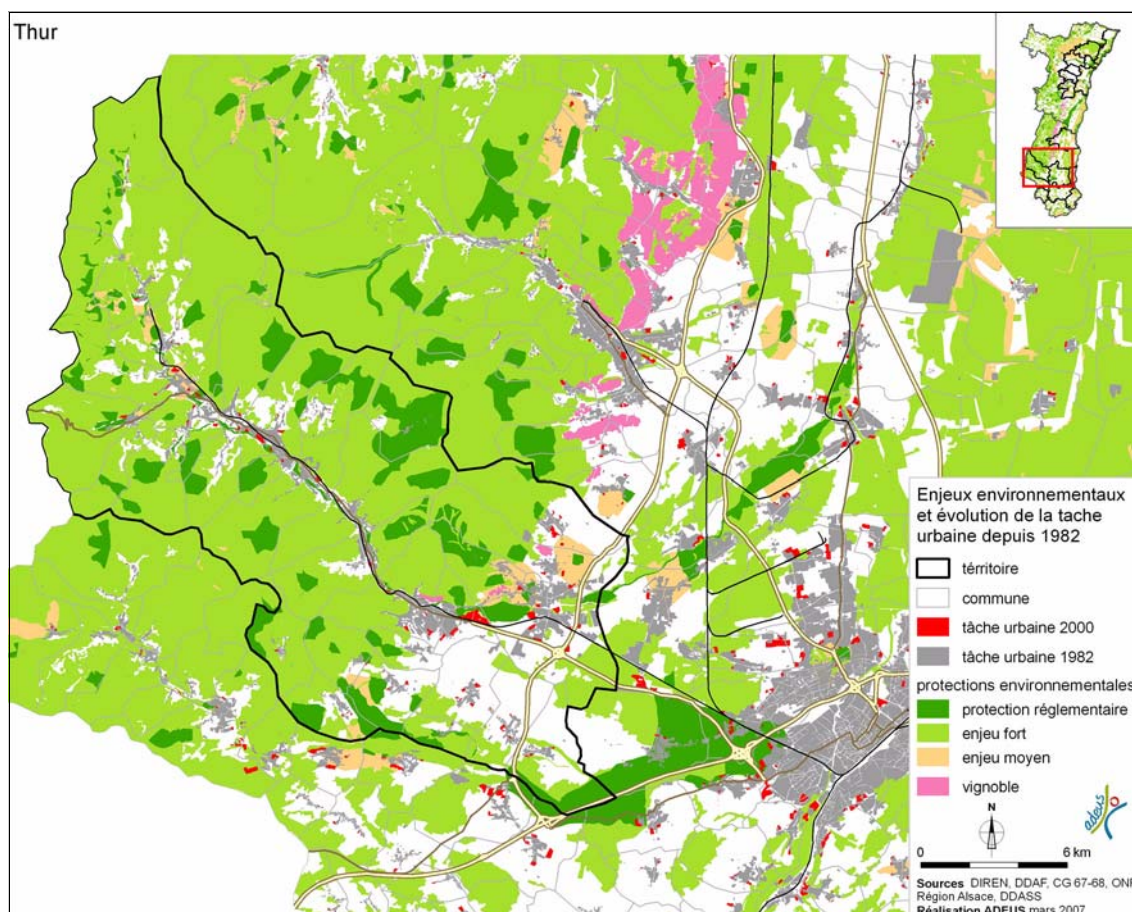 Thur
Enjeux environnementaux
et évolution de la tache
urbaine depuis 1982
térritoire
commune
tâche urbaine 2000
tâche urbaine 1982
protections environnementales
protection réglementaire
enjeu fort
enjeu moyen
vignoble
N
adeus
0 6 km
Sources DIREN, DDAF, CG 67-68, ONF
Région Alsace, DDASS
Réalisation ADEUS mars 2007